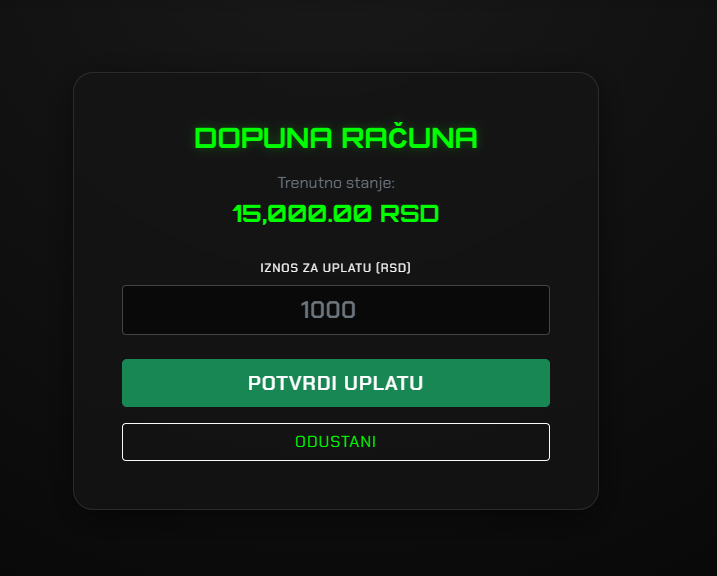 DOPUNA RAČUNA
Trenutno stanje:
15,000.00 RSD
IZNOS ZA UPLATU (RSD)
1000
POTVRDI UPLATU
ODUSTANI